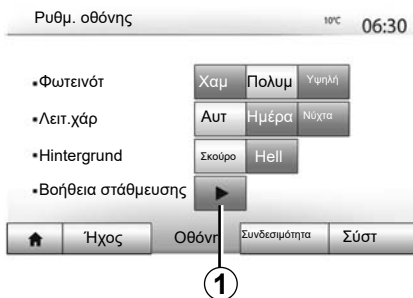 Ρυθμ. οθόνης 10°C 06:30
▪Φωτεινότ Χαμ Πολυμ Υψηλή
▪Λειτ.χάρ Αυτ Ημέρα Νύχτα
▪Hintergrund Σκούρο Hell
▪Βοήθεια στάθμευσης
Ήχος Οθόνη Συνδεσιμότητα Σύστ
1